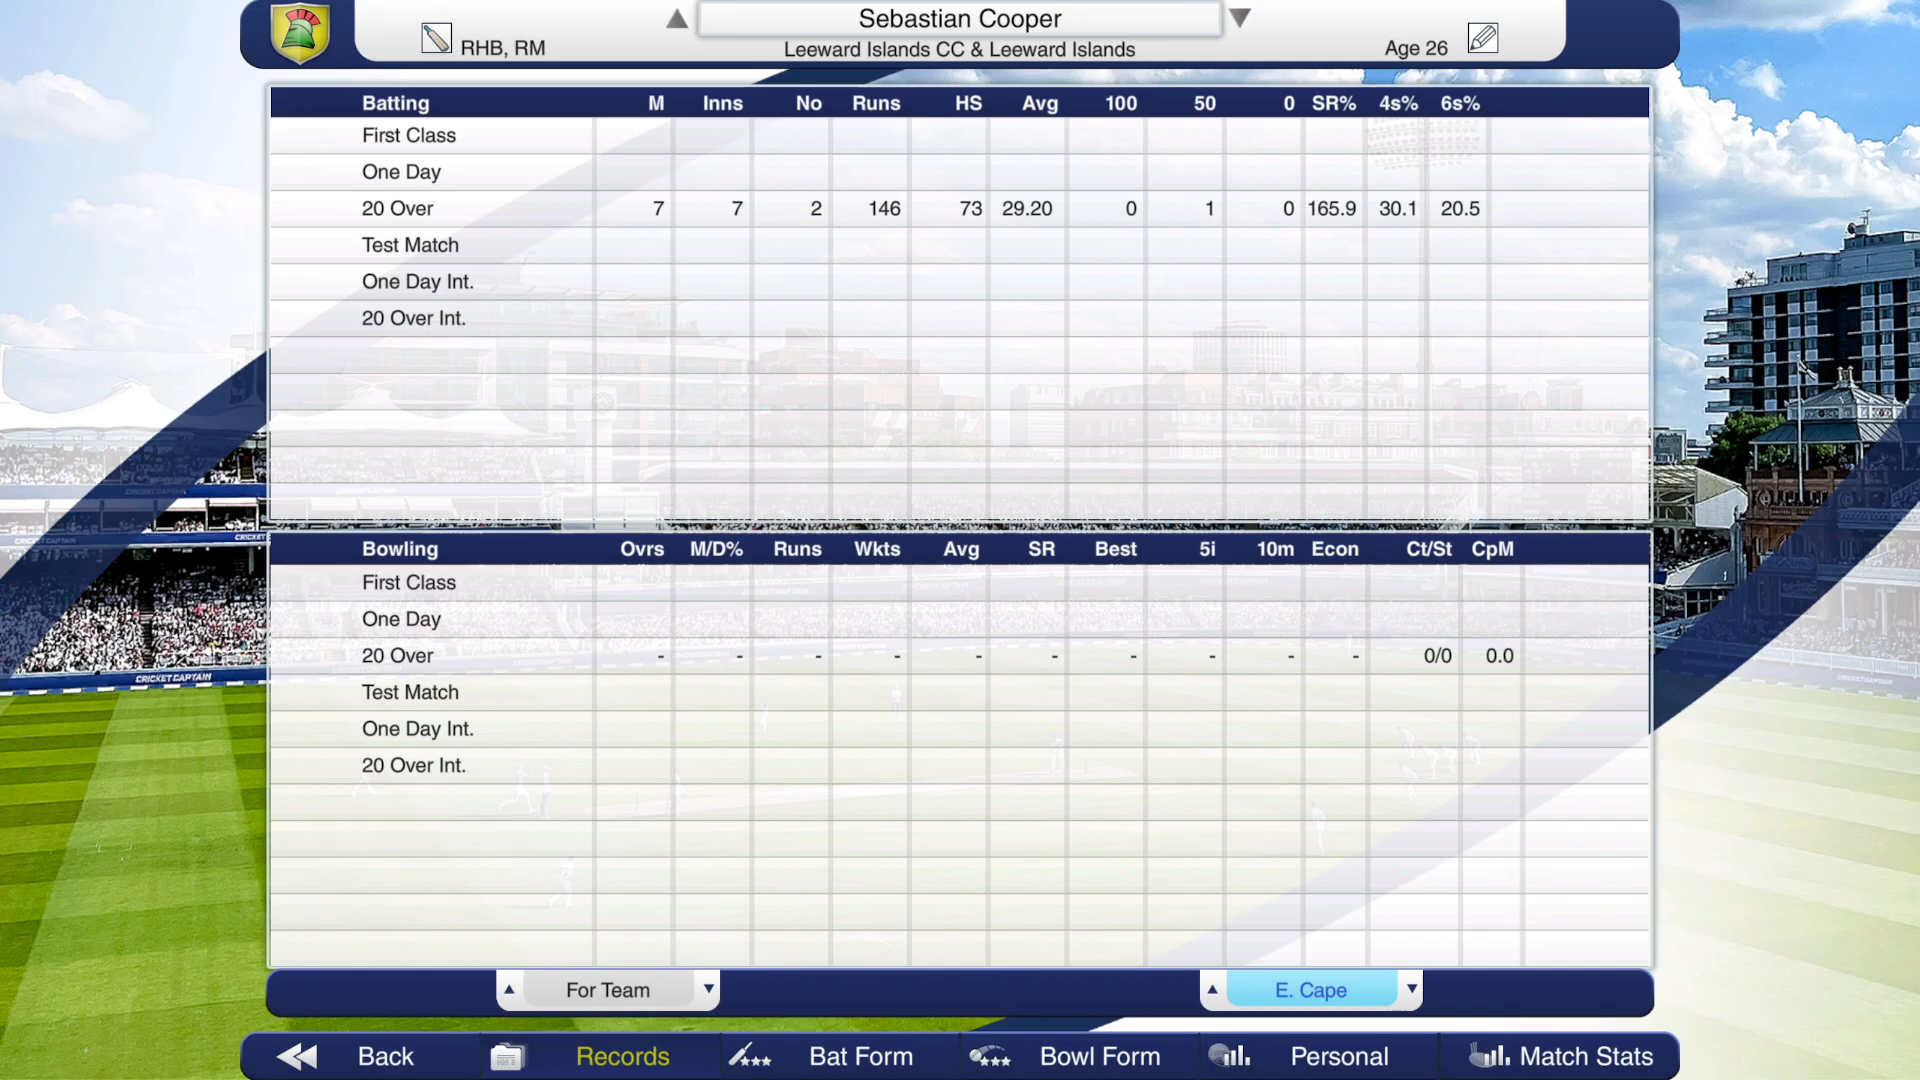 Sebastian Cooper
RHB, RM
Leeward Islands CC & Leeward Islands
Age 26
Batting M Inns No Runs HS Avg 100 50 0 SR% 4s% 6s%
First Class
One Day
20 Over 7 7 2 146 73 29.20 0 1 0 165.9 30.1 20.5
Test Match
One Day Int.
20 Over Int.
Bowling Ovrs M/D% Runs Wkts Avg SR Best 5i 10m Econ Ct/St CpM
First Class
One Day
20 Over - - - - - - - - - - 0/0 0.0
Test Match
One Day Int.
20 Over Int.
CRICKET CAPTAIN
For Team
E. Cape
Back Records Bat Form Bowl Form Personal Match Stats